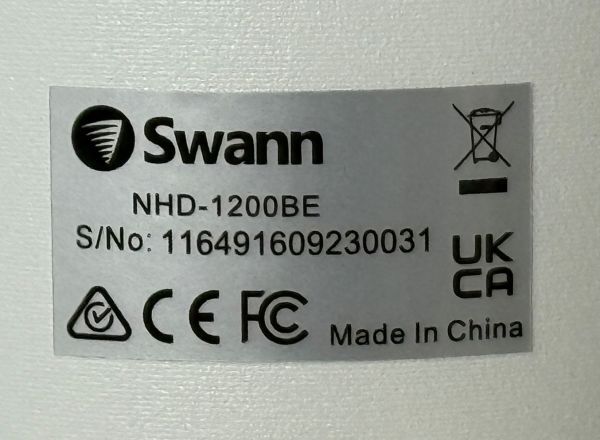 Swann
NHD-1200BE
S/No: 116491609230031
UK
CA
CE FC Made In China